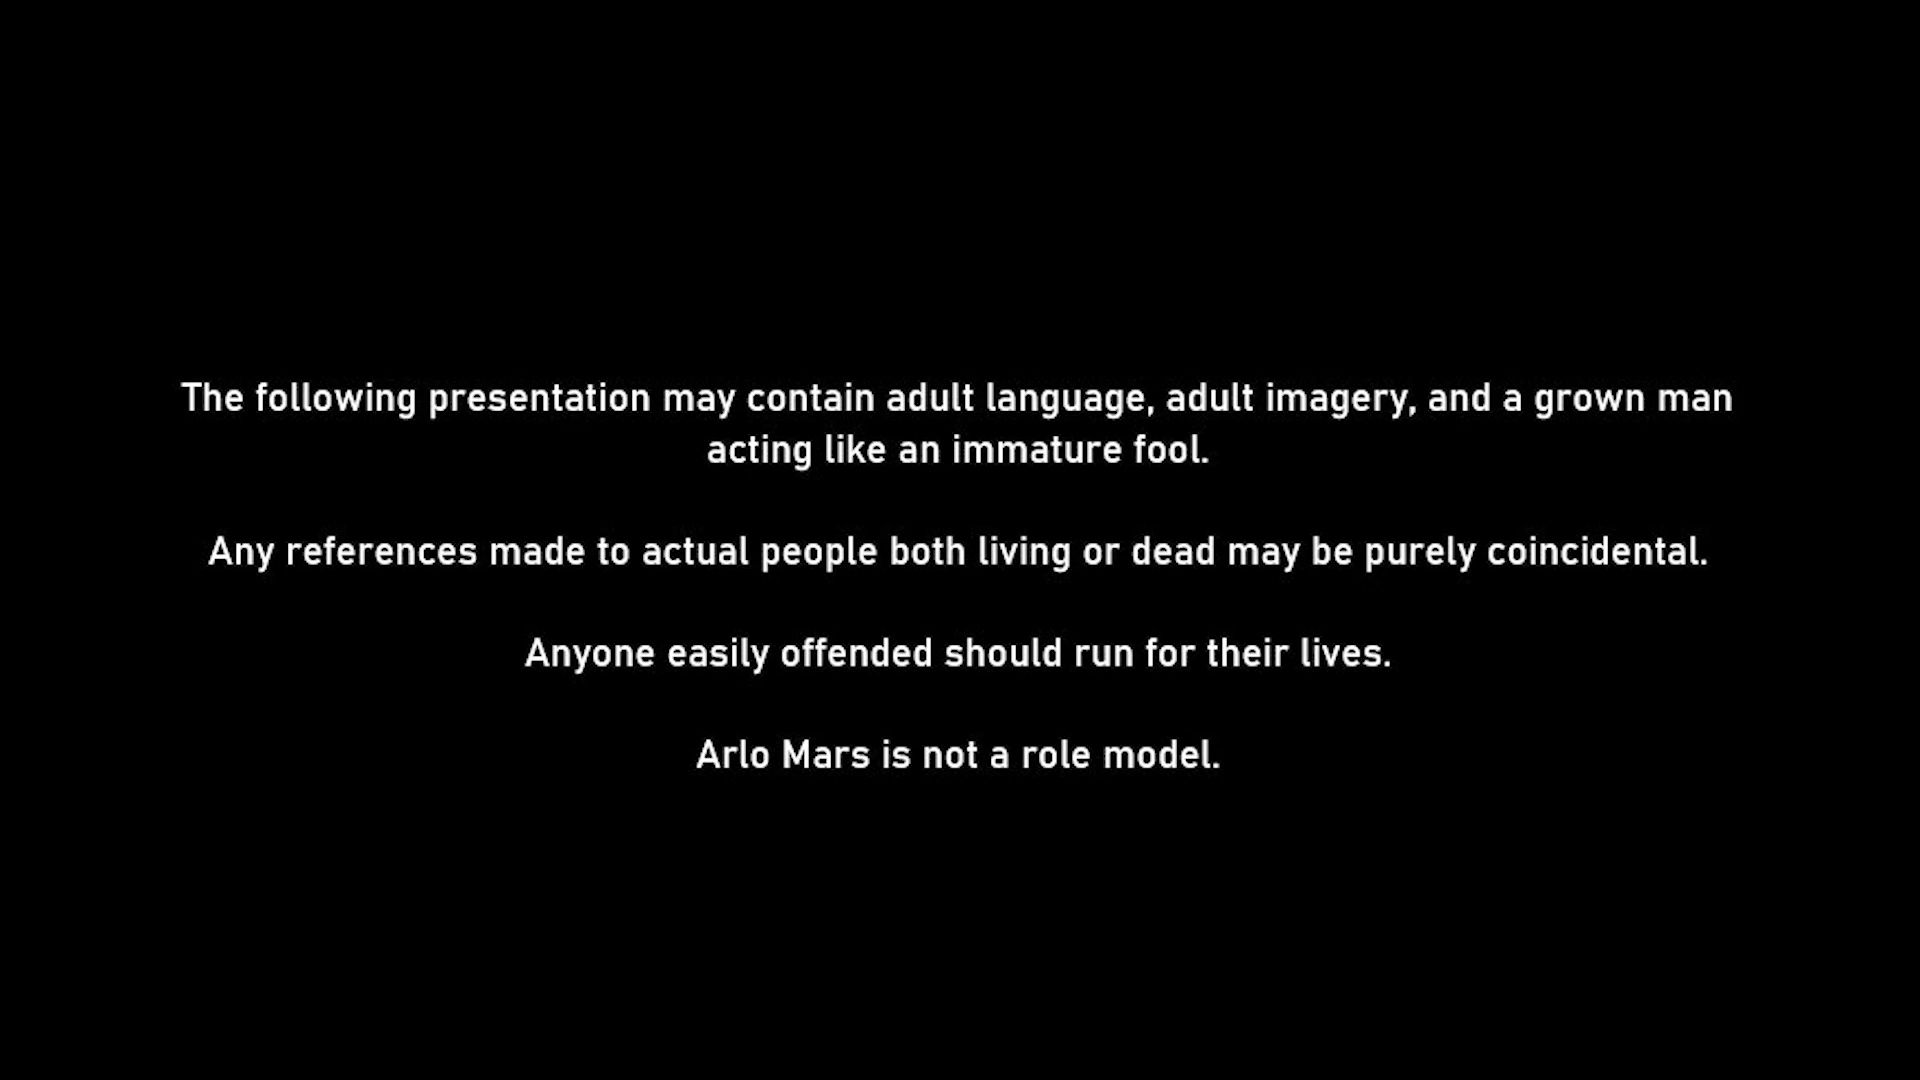 The following presentation may contain adult language, adult imagery, and a grown man
acting like an immature fool.
Any references made to actual people both living or dead may be purely coincidental.
Anyone easily offended should run for their lives.
Arlo Mars is not a role model.